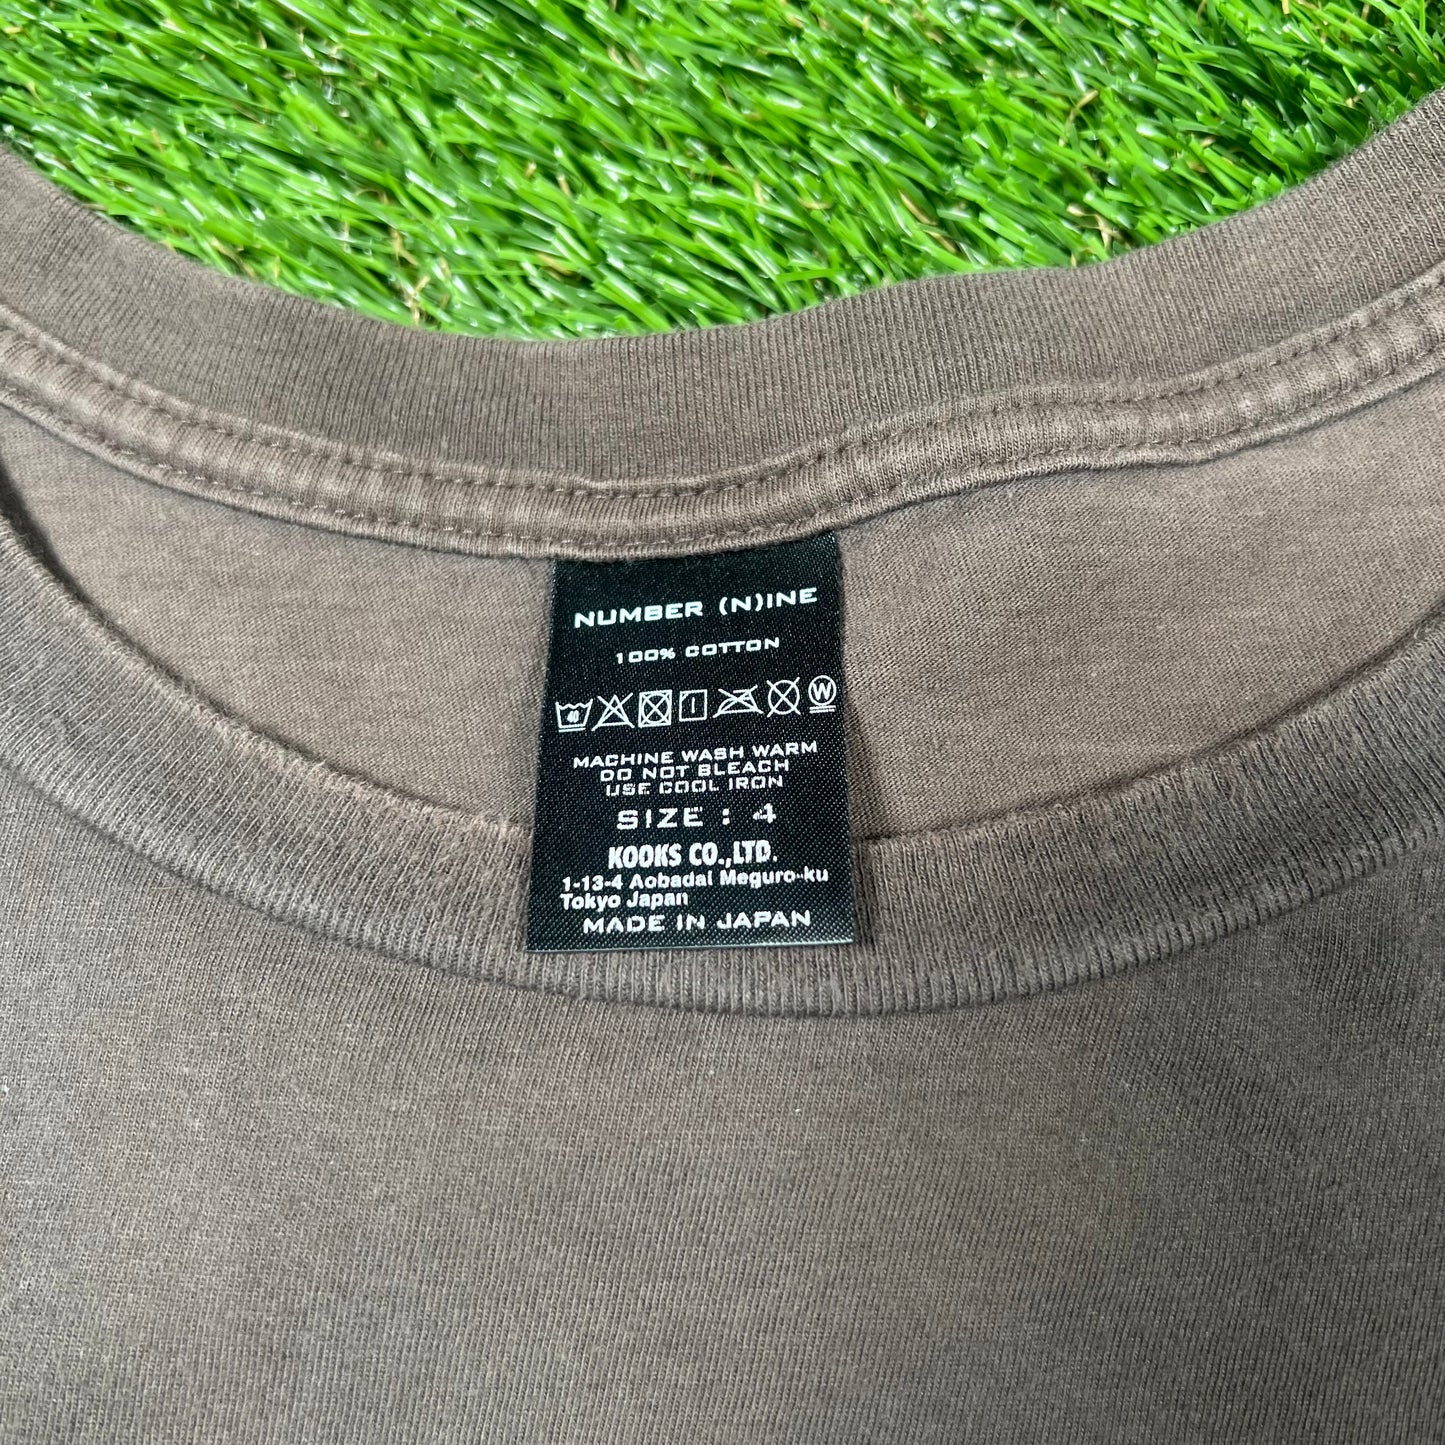 NUMBER (N)INE
100% COTTON
40 W
MACHINE WASH WARM
DO NOT BLEACH
USE COOL IRON
SIZE : 4
KOOKS CO.,LTD.
1-13-4 Aobadai Meguro-ku
Tokyo Japan
MADE IN JAPAN